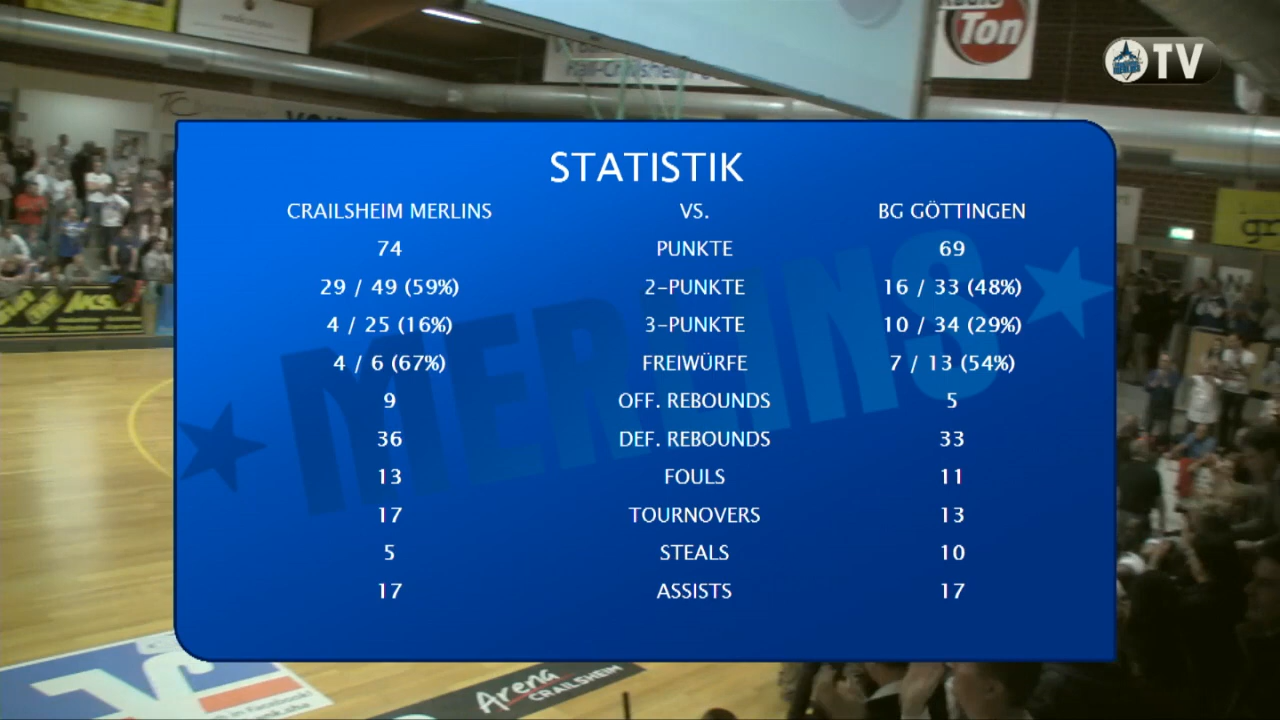 Ton
TV
STATISTIK
CRAILSHEIM MERLINS VS. BG GÖTTINGEN
74 PUNKTE 69
29 / 49 (59%) 2-PUNKTE 16 / 33 (48%)
4 / 25 (16%) 3-PUNKTE 10 / 34 (29%)
4 / 6 (67%) FREIWÜRFE 7 / 13 (54%)
9 OFF. REBOUNDS 5
36 DEF. REBOUNDS 33
13 FOULS 11
17 TOURNOVERS 13
5 STEALS 10
17 ASSISTS 17
MERLINS
Arena
CRAILSHEIM